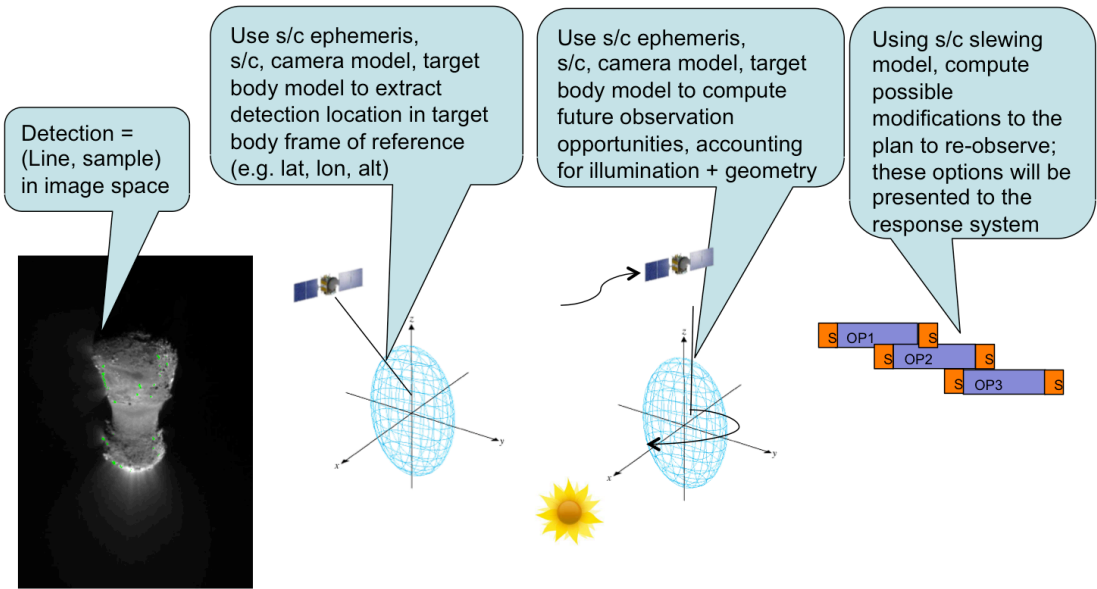 Detection =
(Line, sample)
in image space
Use s/c ephemeris,
s/c, camera model, target
body model to extract
detection location in target
body frame of reference
(e.g. lat, lon, alt)
Use s/c ephemeris,
s/c, camera model, target
body model to compute
future observation
opportunities, accounting
for illumination + geometry
Using s/c slewing
model, compute
possible
modifications to the
plan to re-observe;
these options will be
presented to the
response system
z
y
x
z
y
x
S OP1 S
S OP2 S
S OP3 S